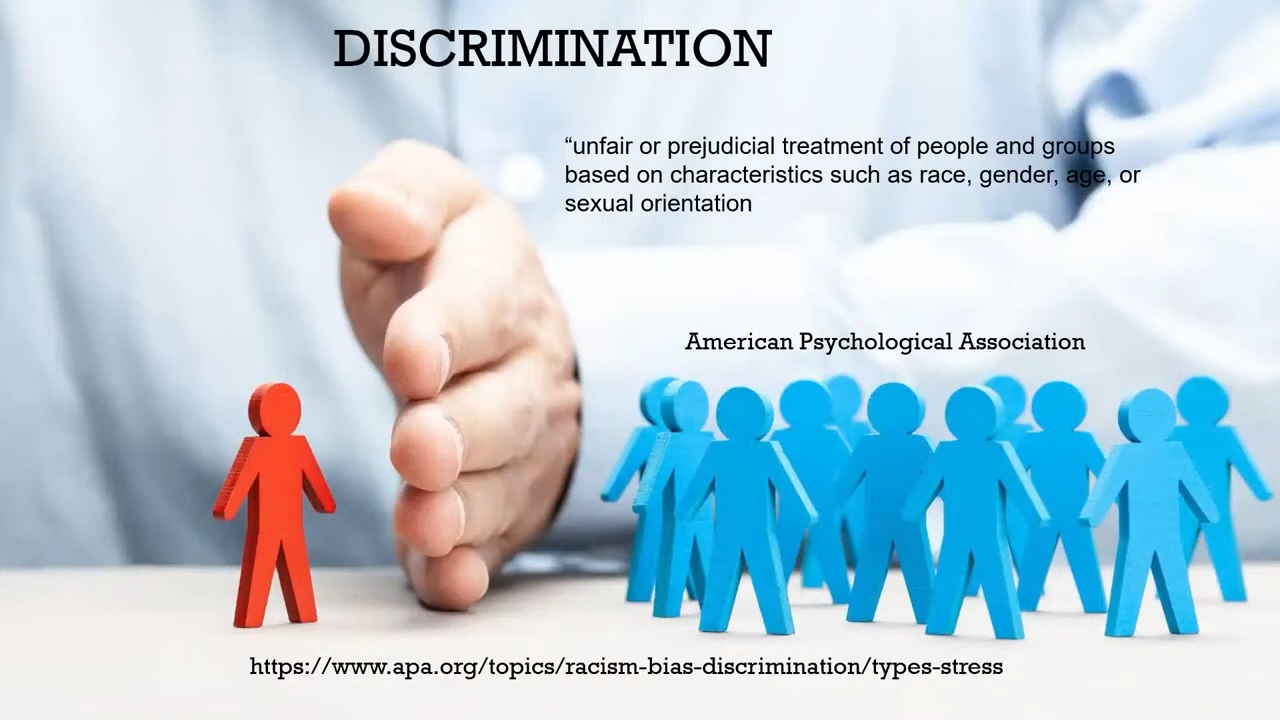 DISCRIMINATION
“unfair or prejudicial treatment of people and groups
based on characteristics such as race, gender, age, or
sexual orientation
American Psychological Association
https://www.apa.org/topics/racism-bias-discrimination/types-stress